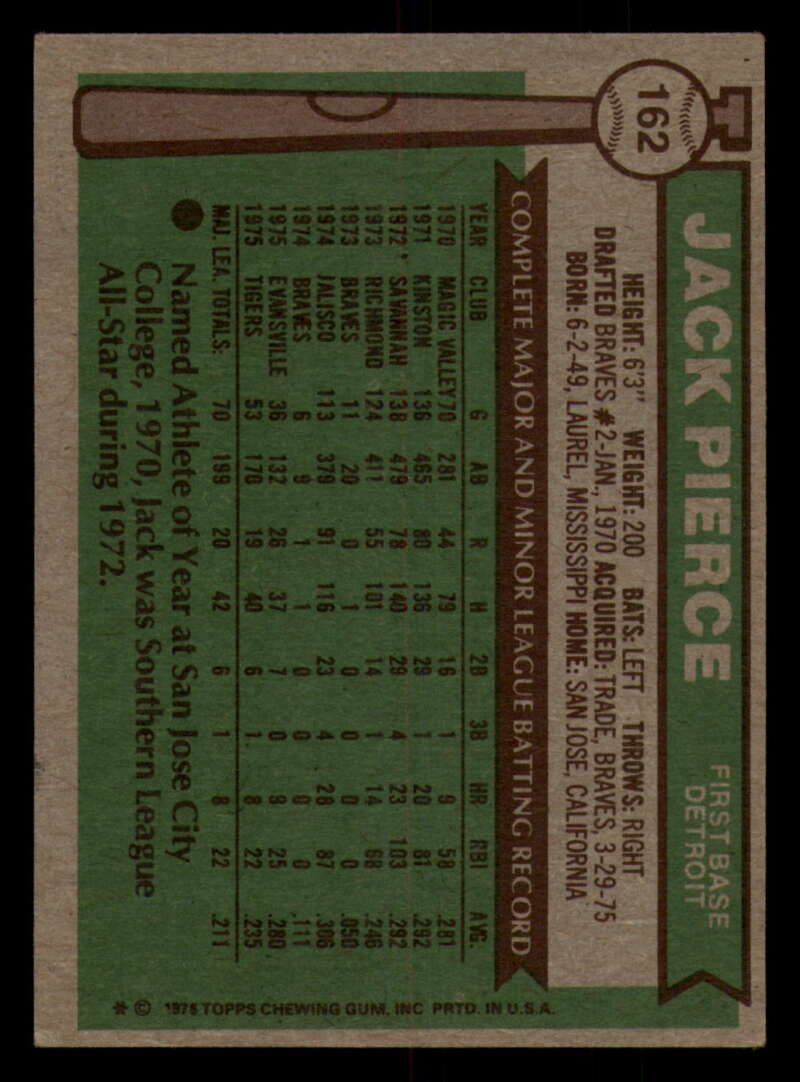 162
JACK PIERCE
FIRST BASE
DETROIT
HEIGHT: 6'3" WEIGHT: 200 BATS: LEFT THROWS: RIGHT
DRAFTED BRAVES #2-JAN., 1970 ACQUIRED: TRADE, BRAVES, 3-29-75
BORN: 6-2-49, LAUREL, MISSISSIPPI HOME: SAN JOSE, CALIFORNIA
COMPLETE MAJOR AND MINOR LEAGUE BATTING RECORD
YEAR CLUB G AB R H 2B 3B HR RBI AVG.
1970 MAGIC VALLEY 70 281 44 79 16 1 9 58 .281
1971 KINSTON 136 465 80 136 29 1 20 81 .292
1972 SAVANNAH 138 479 78 140 29 4 23 103 .292
1973 RICHMOND 124 411 55 101 14 1 14 68 .246
1973 BRAVES 11 20 0 1 0 0 0 0 .050
1974 JALISCO 113 379 91 116 23 4 28 87 .306
1974 BRAVES 6 9 1 1 0 0 0 0 .111
1975 EVANSVILLE 36 132 26 37 7 0 9 25 .280
1975 TIGERS 53 170 19 40 6 1 8 22 .235
MAJ. LEA. TOTALS: 70 199 20 42 6 1 8 22 .211
Named Athlete of Year at San Jose City
College, 1970, Jack was Southern League
All-Star during 1972.
* © 1976 TOPPS CHEWING GUM, INC PRTD. IN U.S.A.